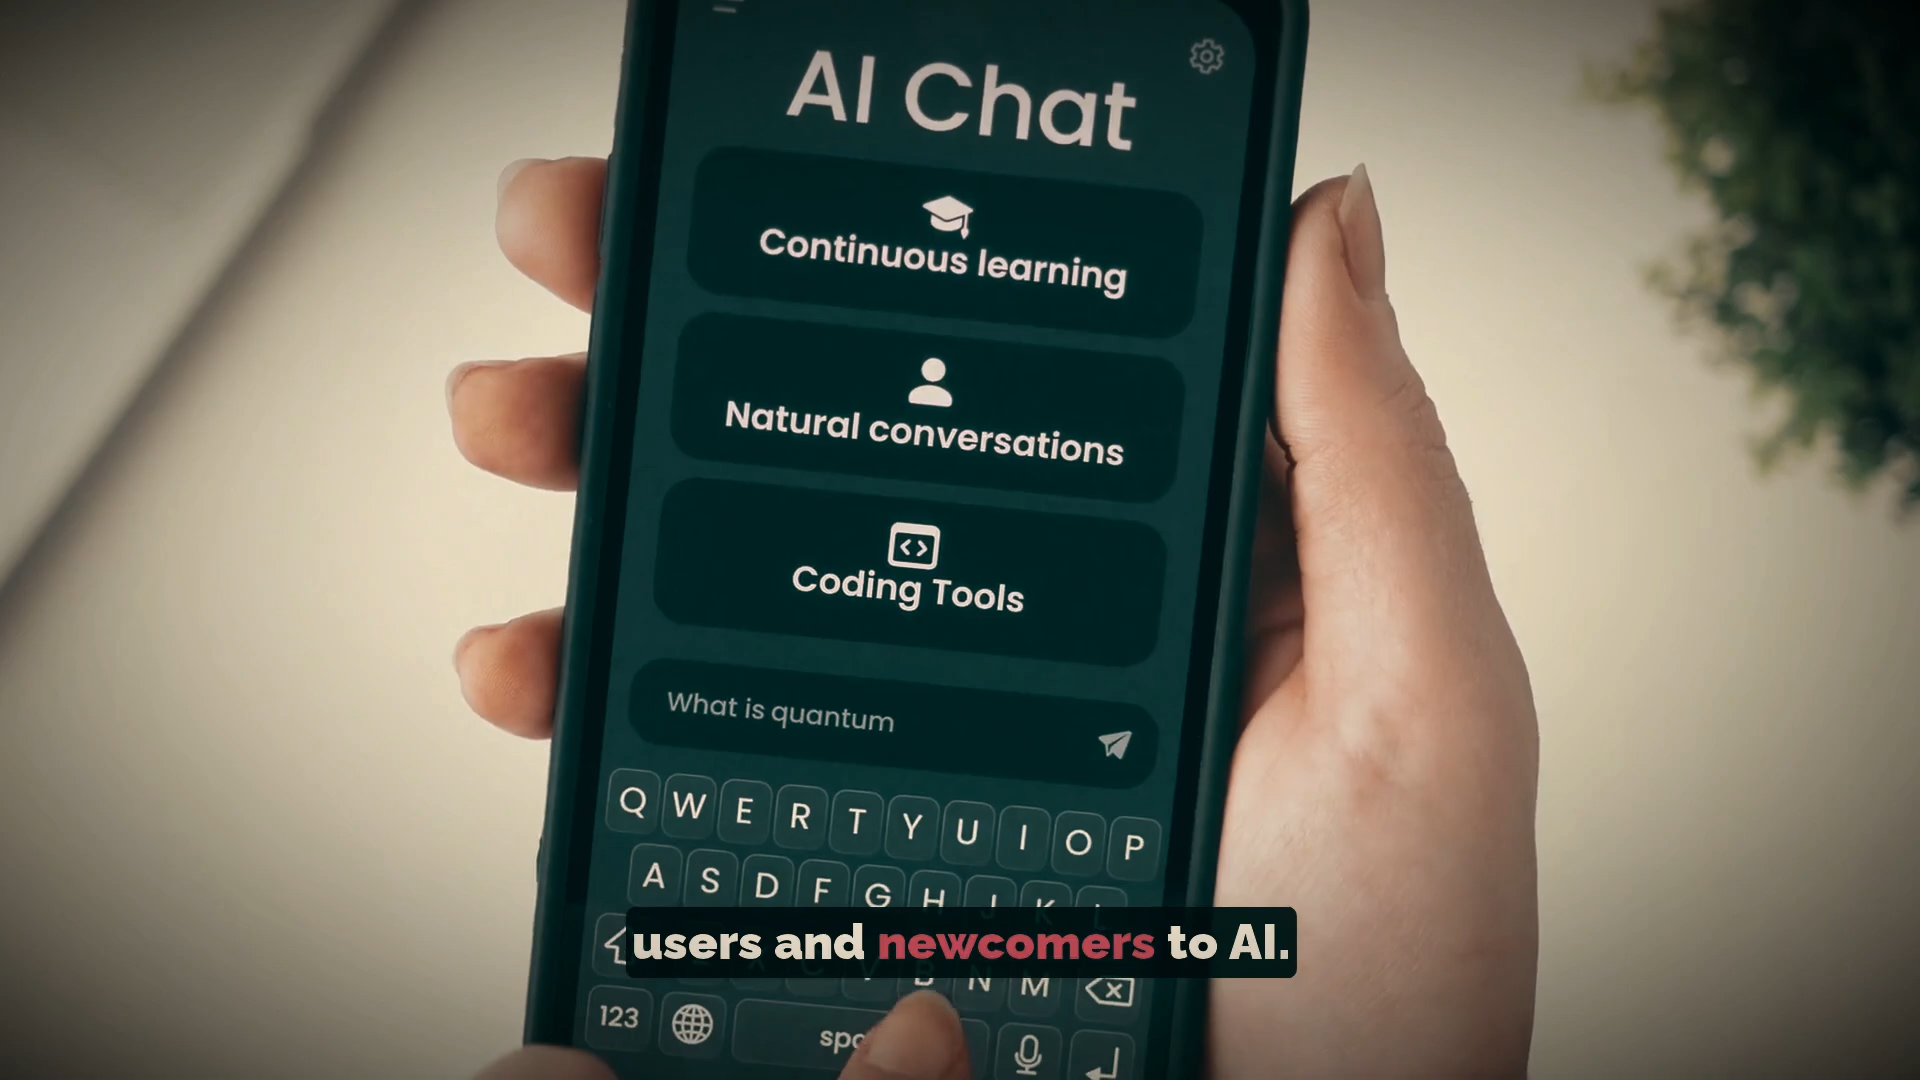 AI Chat
Continuous learning
Natural conversations
Coding Tools
What is quantum
Q W E R T Y U I O P
A S D F G H J K L
users and newcomers to AI.
B N M
123